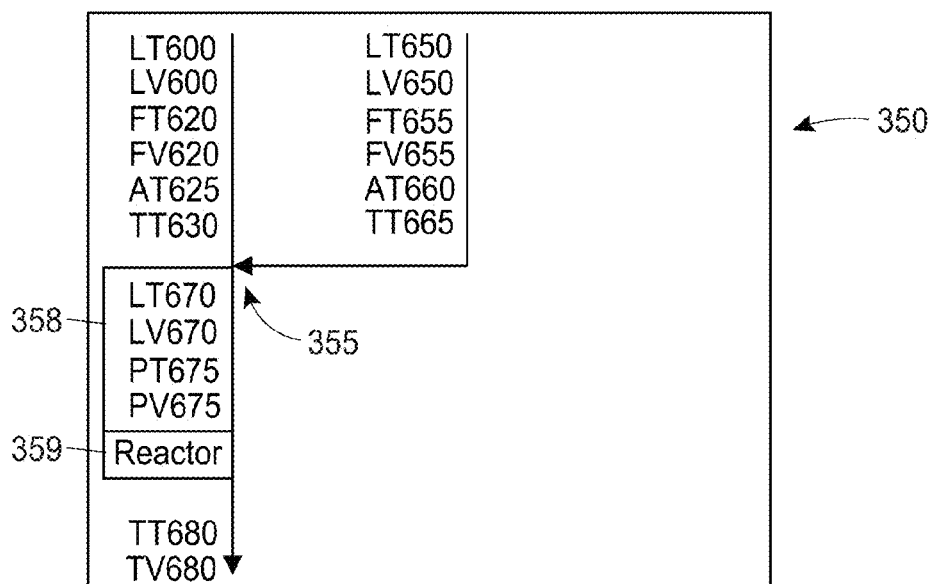 LT600
LV600
FT620
FV620
AT625
TT630
LT650
LV650
FT655
FV655
AT660
TT665
350
355
358
LT670
LV670
PT675
PV675
359
Reactor
TT680
TV680